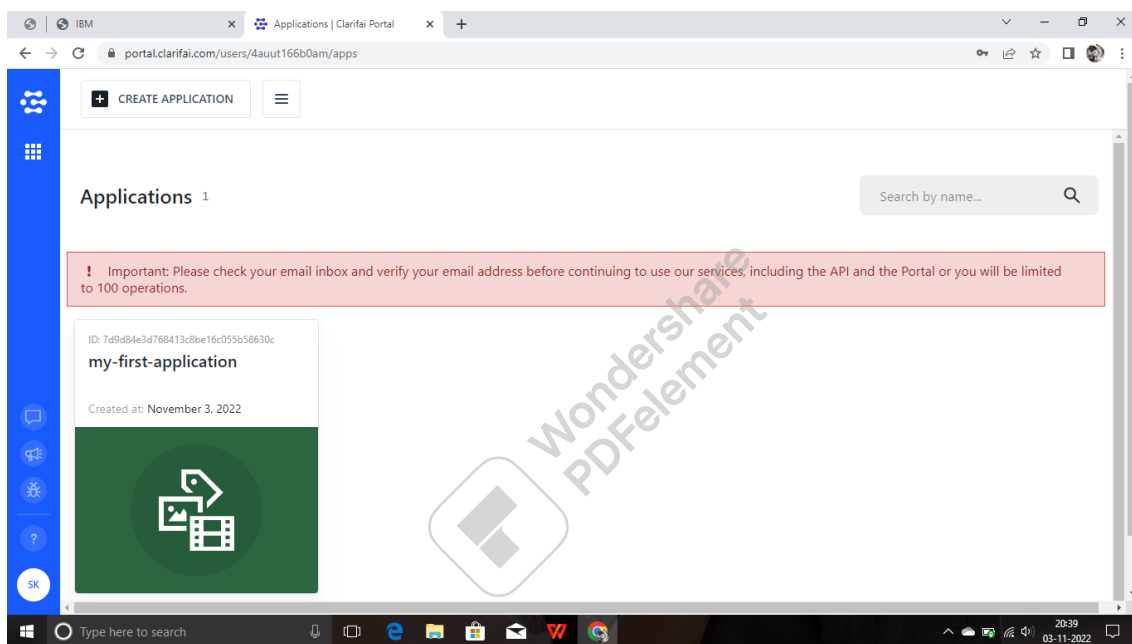 IBM
Applications | Clarifai Portal
portal.clarifai.com/users/4auut166b0am/apps
CREATE APPLICATION
Applications 1
Search by name...
! Important: Please check your email inbox and verify your email address before continuing to use our services, including the API and the Portal or you will be limited
to 100 operations.
ID: 7d9d84e3d768413c8be16c055b58630c
my-first-application
Created at: November 3, 2022
Wondershare
PDFelement
?
SK
Type here to search
W
20:39
03-11-2022